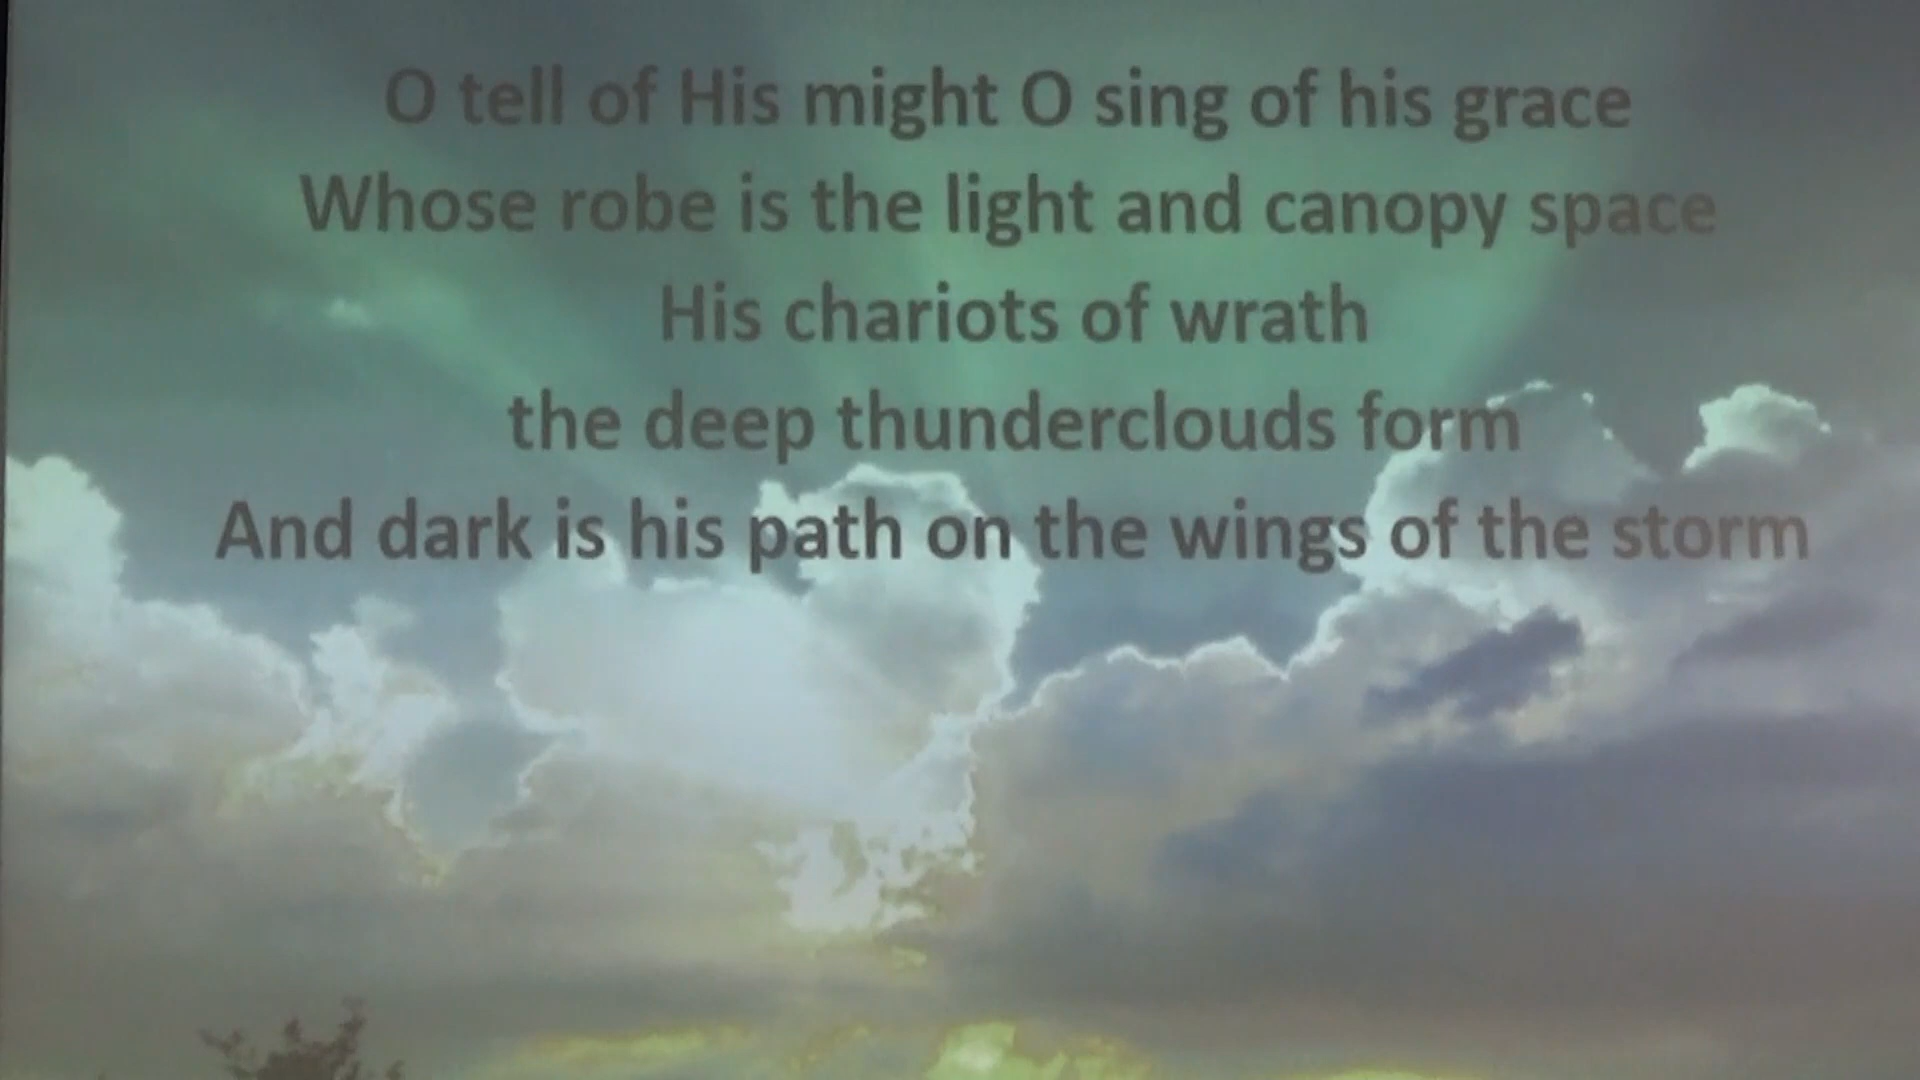 O tell of His might O sing of his grace
Whose robe is the light and canopy space
His chariots of wrath
the deep thunderclouds form
And dark is his path on the wings of the storm